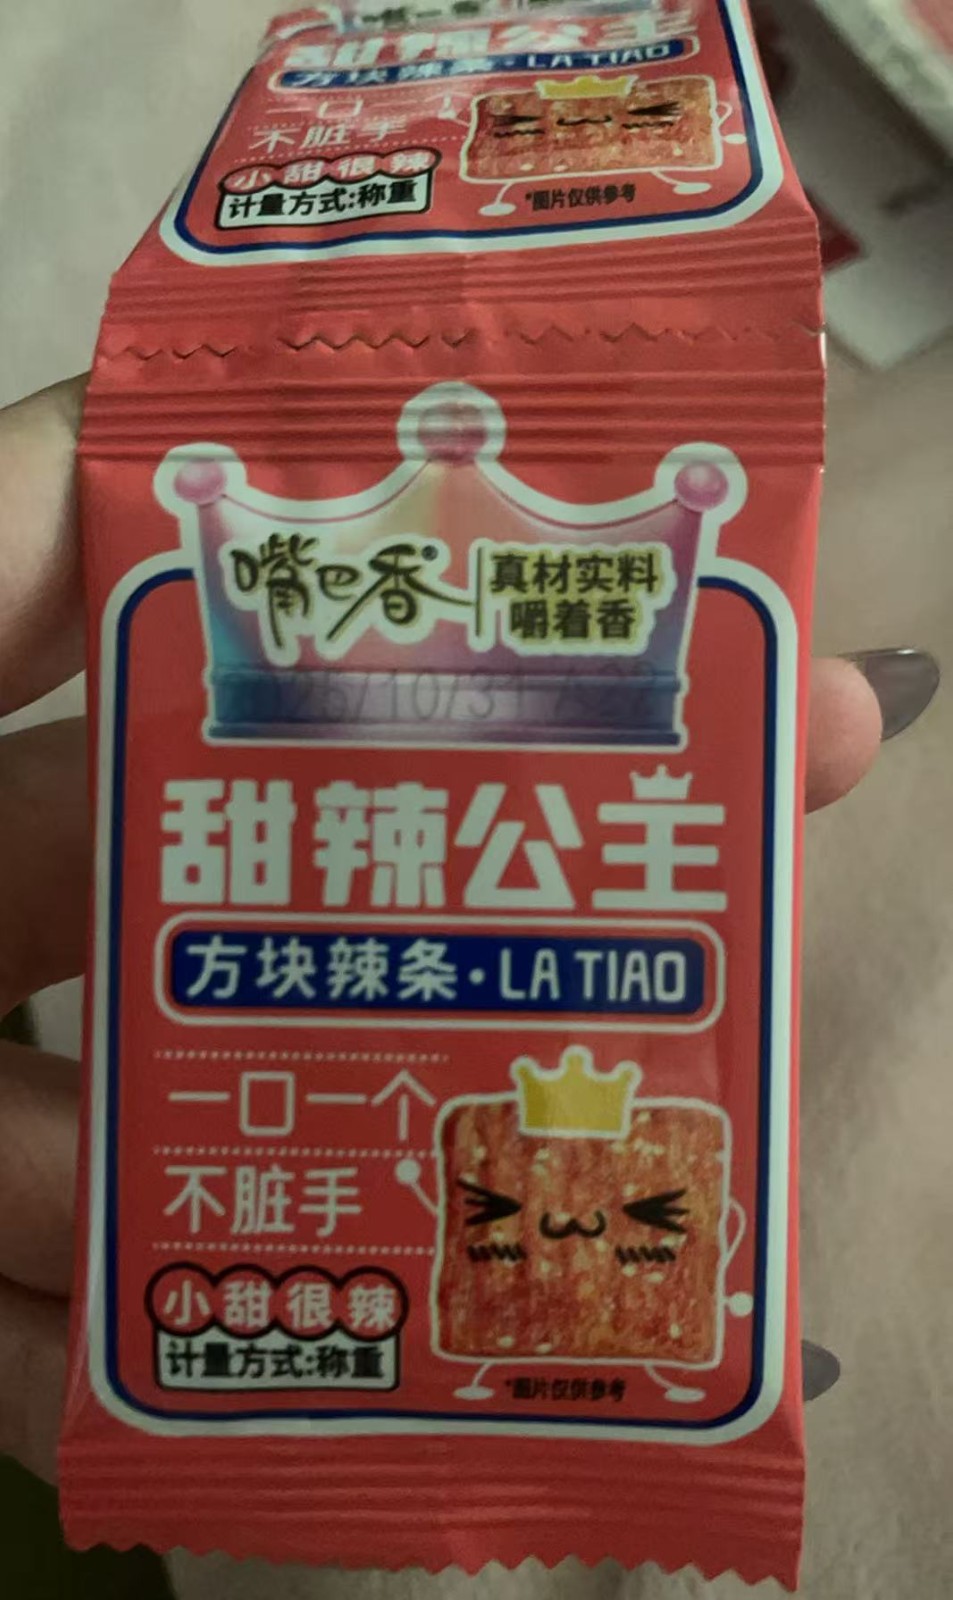 甜辣公主
方块辣条·LA TIAO
一口一个
不脏手
小甜很辣
计量方式:称重
*图片仅供参考
嘴巴香® 真材实料
嚼着香
2025/10/31 A22
甜辣公主
方块辣条·LA TIAO
一口一个
不脏手
小甜很辣
计量方式:称重
*图片仅供参考